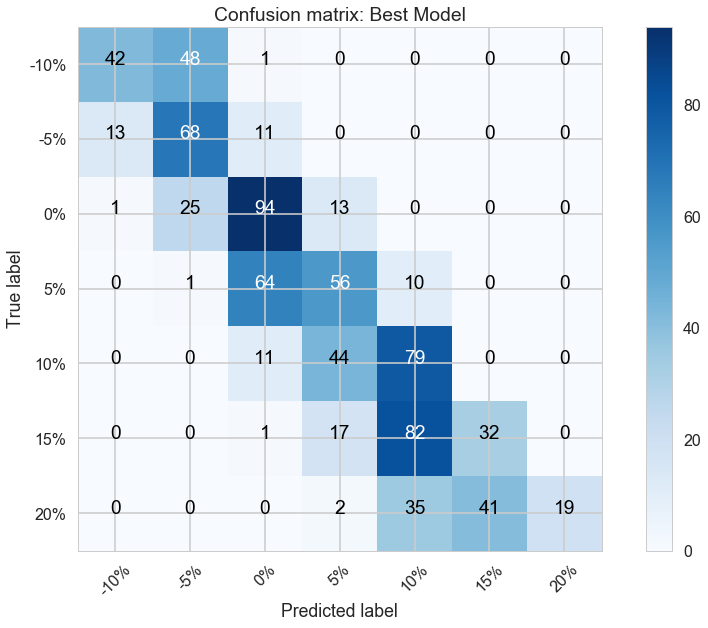 Confusion matrix: Best Model
-10% 42 48 1 0 0 0 0
-5% 13 68 11 0 0 0 0
0% 1 25 94 13 0 0 0
5% 0 1 64 56 10 0 0
10% 0 0 11 44 79 0 0
15% 0 0 1 17 82 32 0
20% 0 0 0 2 35 41 19
-10% -5% 0% 5% 10% 15% 20%
True label
Predicted label
80
60
40
20
0